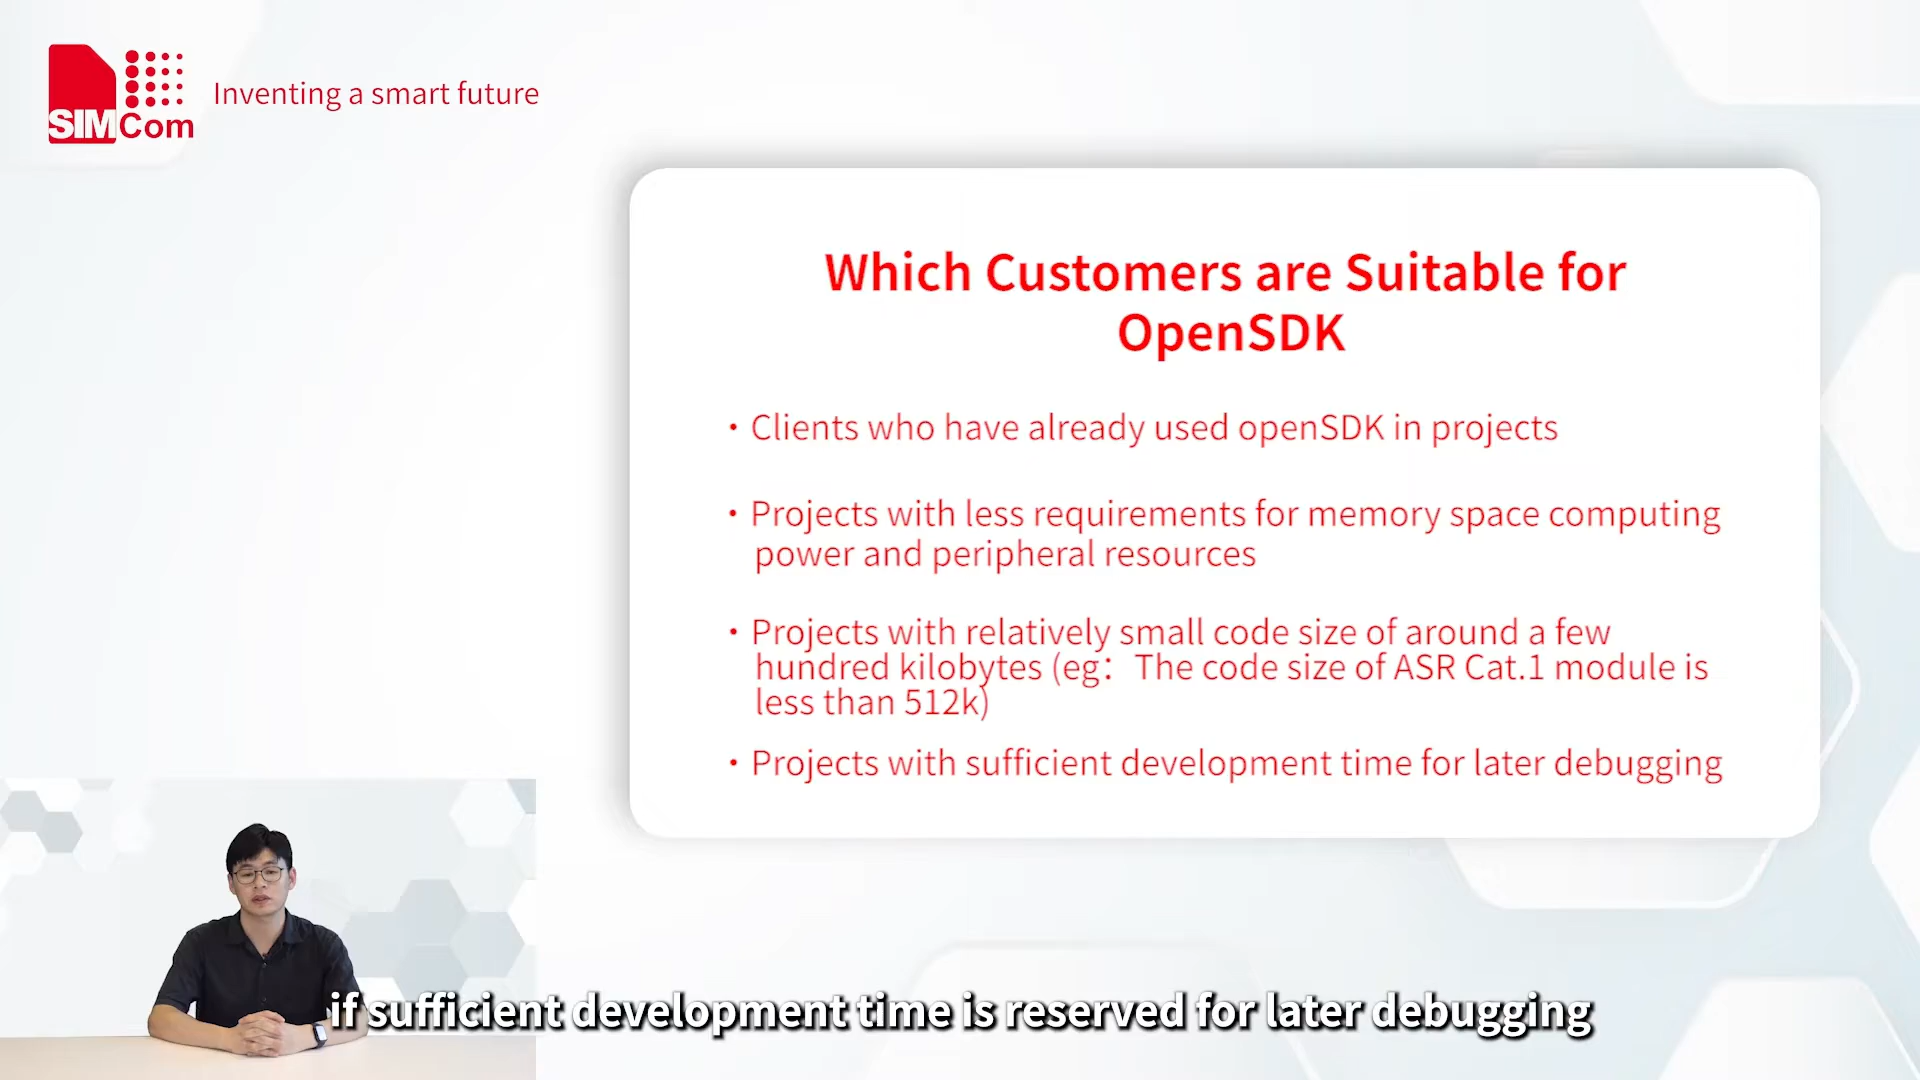 SIMCom
Inventing a smart future
Which Customers are Suitable for
OpenSDK
· Clients who have already used openSDK in projects
· Projects with less requirements for memory space computing
power and peripheral resources
· Projects with relatively small code size of around a few
hundred kilobytes (eg：The code size of ASR Cat.1 module is
less than 512k)
· Projects with sufficient development time for later debugging
if sufficient development time is reserved for later debugging